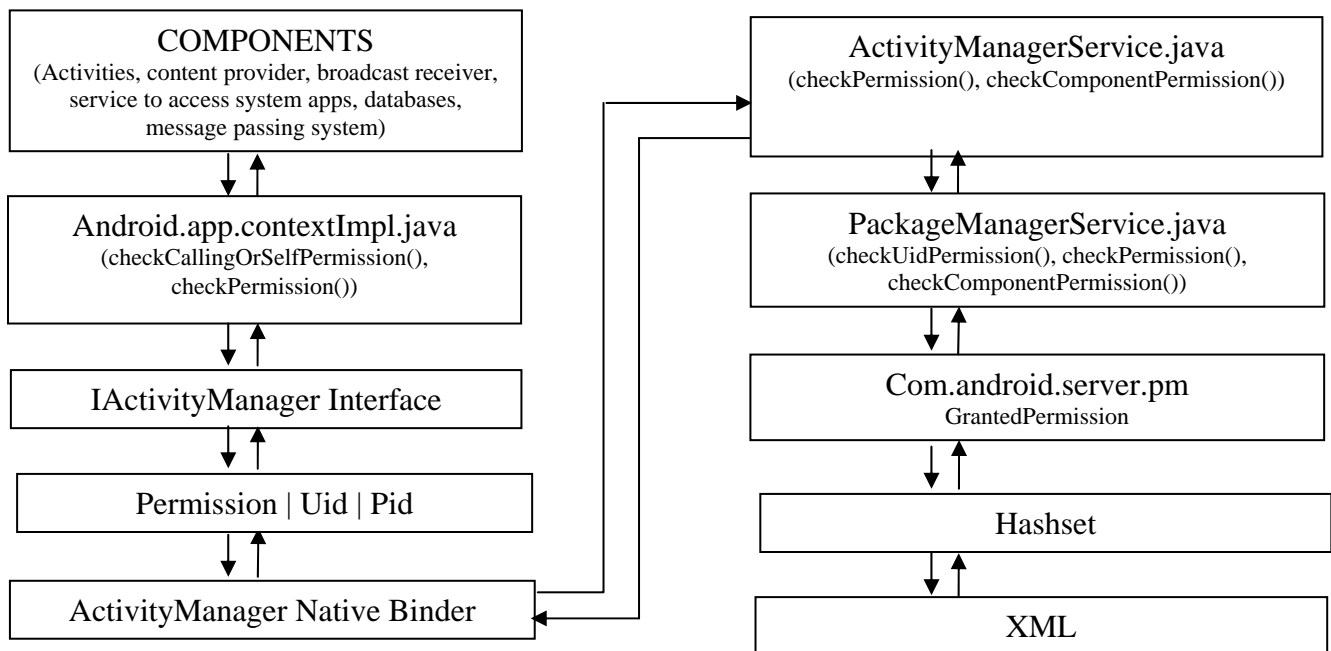 COMPONENTS
(Activities, content provider, broadcast receiver,
service to access system apps, databases,
message passing system)
Android.app.contextImpl.java
(checkCallingOrSelfPermission(),
checkPermission())
IActivityManager Interface
Permission | Uid | Pid
ActivityManager Native Binder
ActivityManagerService.java
(checkPermission(), checkComponentPermission())
PackageManagerService.java
(checkUidPermission(), checkPermission(),
checkComponentPermission())
Com.android.server.pm
GrantedPermission
Hashset
XML